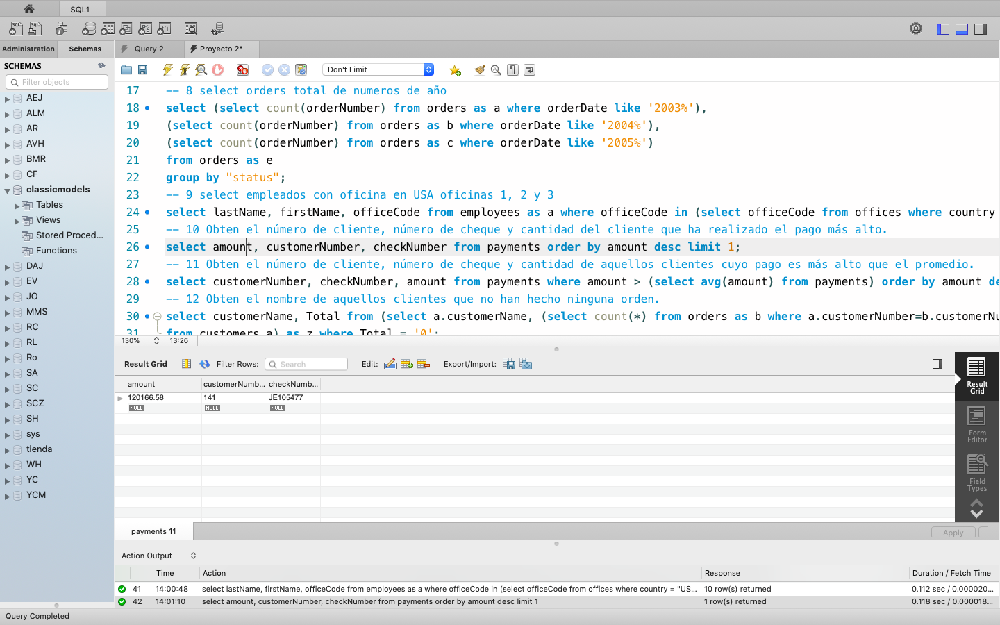 SQL1
Administration
Schemas
Query 2
Proyecto 2*
SCHEMAS
Filter objects
AEJ
ALM
AR
AVH
BMR
CF
classicmodels
Tables
Views
Stored Proced...
Functions
DAJ
EV
JO
MMS
RC
RL
Ro
SA
SC
SCZ
SH
sys
tienda
WH
YC
YCM
Don't Limit
17 -- 8 select orders total de numeros de año
18 select (select count(orderNumber) from orders as a where orderDate like '2003%'),
19 (select count(orderNumber) from orders as b where orderDate like '2004%'),
20 (select count(orderNumber) from orders as c where orderDate like '2005%')
21 from orders as e
22 group by "status";
23 -- 9 select empleados con oficina en USA oficinas 1, 2 y 3
24 select lastName, firstName, officeCode from employees as a where officeCode in (select officeCode from offices where country
25 -- 10 Obten el número de cliente, número de cheque y cantidad del cliente que ha realizado el pago más alto.
26 select amount, customerNumber, checkNumber from payments order by amount desc limit 1;
27 -- 11 Obten el número de cliente, número de cheque y cantidad de aquellos clientes cuyo pago es más alto que el promedio.
28 select customerNumber, checkNumber, amount from payments where amount > (select avg(amount) from payments) order by amount de
29 -- 12 Obten el nombre de aquellos clientes que no han hecho ninguna orden.
30 select customerName, Total from (select a.customerName, (select count(*) from orders as b where a.customerNumber=b.customerNu
31 from customers a) as z where Total = '0';
130% 13:26
Result Grid Filter Rows: Search Edit: Export/Import:
amount customerNumb... checkNumb...
120166.58 141 JE105477
NULL NULL NULL
Result
Grid
Form
Editor
Field
Types
payments 11
Apply
Action Output
Time Action Response Duration / Fetch Time
41 14:00:48 select lastName, firstName, officeCode from employees as a where officeCode in (select officeCode from offices where country = "US... 10 row(s) returned 0.112 sec / 0.000020...
42 14:01:10 select amount, customerNumber, checkNumber from payments order by amount desc limit 1 1 row(s) returned 0.118 sec / 0.000018...
Query Completed